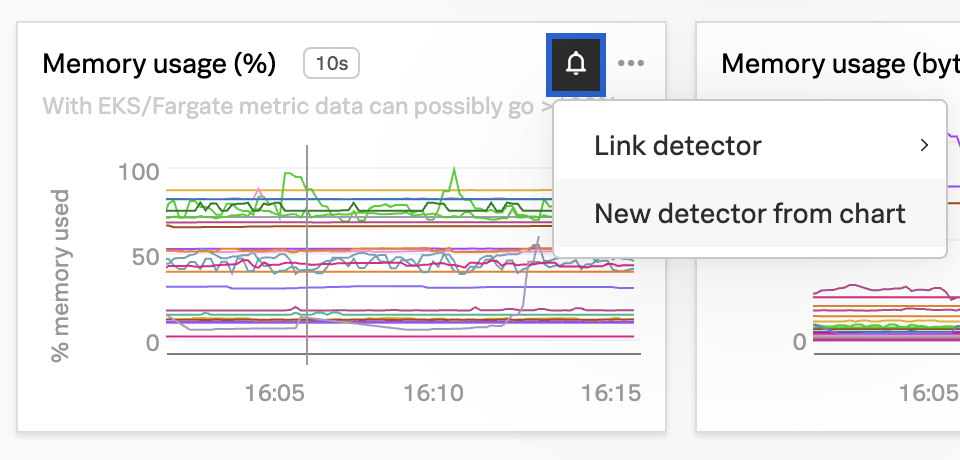 Memory usage (%)
10s
With EKS/Fargate metric data can possibly go >
Link detector
New detector from chart
% memory used
100
50
0
16:05
16:10
16:15
Memory usage (byt
0
16:05